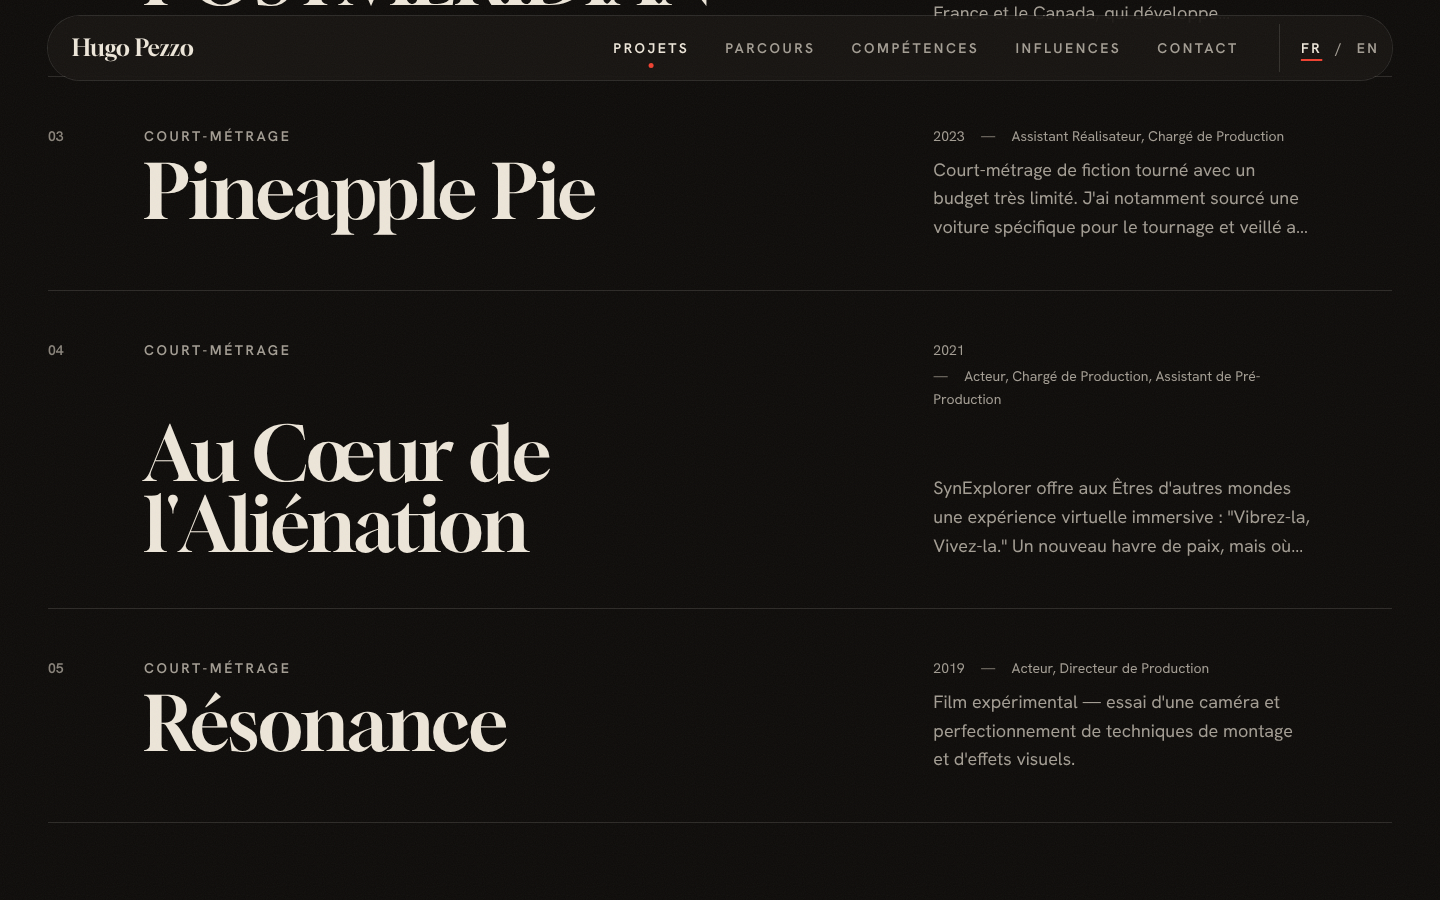 POSTMERIDIAN
France et le Canada, qui développe...
Hugo Pezzo
PROJETS
PARCOURS
COMPÉTENCES
INFLUENCES
CONTACT
FR / EN
03
COURT-MÉTRAGE
Pineapple Pie
2023 — Assistant Réalisateur, Chargé de Production
Court-métrage de fiction tourné avec un
budget très limité. J'ai notamment sourcé une
voiture spécifique pour le tournage et veillé a...
04
COURT-MÉTRAGE
Au Cœur de
l'Aliénation
2021
— Acteur, Chargé de Production, Assistant de Pré-
Production
SynExplorer offre aux Êtres d'autres mondes
une expérience virtuelle immersive : "Vibrez-la,
Vivez-la." Un nouveau havre de paix, mais où...
05
COURT-MÉTRAGE
Résonance
2019 — Acteur, Directeur de Production
Film expérimental — essai d'une caméra et
perfectionnement de techniques de montage
et d'effets visuels.